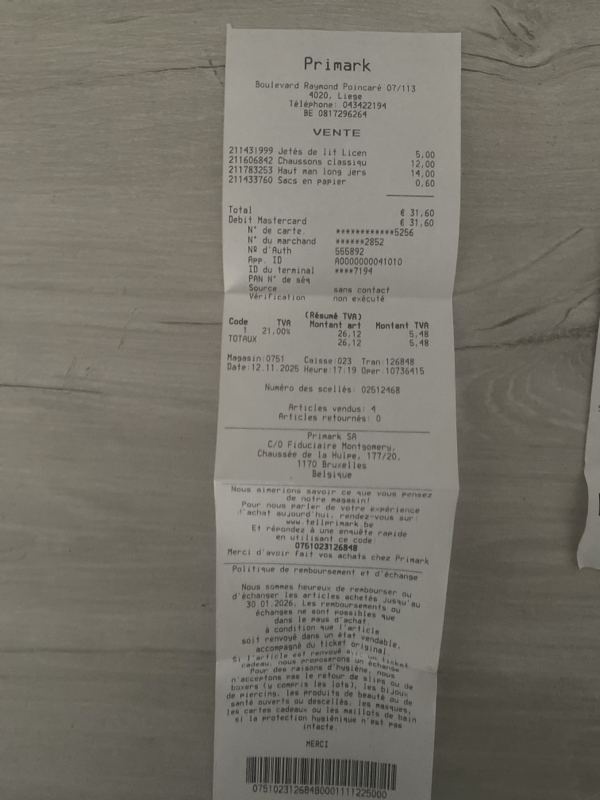 Primark
Boulevard Raymond Poincaré 07/113
4020, Liege
Téléphone: 043422194
BE 0817296264
VENTE
211431999 Jetés de lit Licen 5,00
211606842 Chaussons classiqu 12,00
211783253 Haut man long jers 14,00
211433760 Sacs en papier 0,60
Total € 31,60
Debit Mastercard € 31,60
N° de carte. ************5256
N° du marchand ******2852
Nº d'Auth 565892
App. ID A0000000041010
ID du terminal ****7194
PAN N° de séq
Source sans contact
Vérification non exécuté
(Résumé TVA)
Code TVA Montant art Montant TVA
1 21,00% 26,12 5,48
TOTAUX 26,12 5,48
Magasin:0751 Caisse:023 Tran:126848
Date:12.11.2025 Heure:17:19 Oper:10736415
Numéro des scellés: 02512468
Articles vendus: 4
Articles retournés: 0
Primark SA
C/O Fiduciaire Montgomery,
Chaussée de la Hulpe, 177/20,
1170 Bruxelles
Belgique
Nous aimerions savoir ce que vous pensez
de notre magasin!
Pour nous parler de votre expérience
d'achat aujourd'hui, rendez-vous sur:
www.tellprimark.be
Et répondez à une enquête rapide
en utilisant ce code:
0751023126848
Merci d'avoir fait vos achats chez Primark
Politique de remboursement et d'échange
Nous sommes heureux de rembourser ou
d'échanger les articles achetés jusqu'au
30.01.2026. Les remboursements ou
échanges ne sont possibles que
dans le pays d'achat,
à condition que l'article
soit renvoyé dans un état vendable,
accompagné du ticket original.
Si l'article est renvoyé ticket
cadeau, nous proposerons un échange
Pour des raisons d'hygiène, nous
n'acceptons pas le retour de slips ou de
boxers (y compris les lots), les bijoux
de piercings, les produits de beauté ou de
santé ouverts ou descellés, les masques,
les cartes cadeaux ou les maillots de bain
si la protection hygiénique n'est pas
intacte.
MERCI
07510231268480001111225000